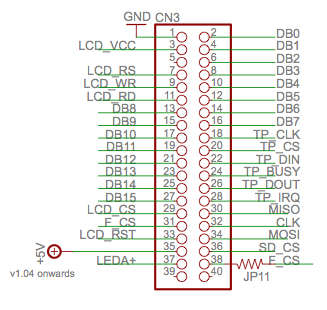 GND CN3
1 2 DB0
LCD_VCC 3 4 DB1
5 6 DB2
LCD_RS 7 8 DB3
LCD_WR 9 10 DB4
LCD_RD 11 12 DB5
DB8 13 14 DB6
DB9 15 16 DB7
DB10 17 18 TP_CLK
DB11 19 20 TP_CS
DB12 21 22 TP_DIN
DB13 23 24 TP_BUSY
DB14 25 26 TP_DOUT
DB15 27 28 TP_IRQ
LCD_CS 29 30 MISO
F_CS 31 32 CLK
LCD_RST 33 34 MOSI
+5V 35 36 SD_CS
LEDA+ 37 38 F_CS
v1.04 onwards 39 40 JP11